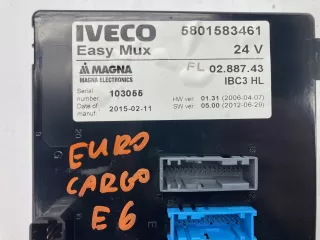 IVECO 5801583461
Easy Mux 24 V
MAGNA FL 02.887.43
MAGNA ELECTRONICS IBC3 HL
Serial number: 103055
HW ver 01.31 (2006-04.07)
Date of manuf: 2015-02-11
SW ver: 05.00 (2012-06-29)
EURO
CARGO
E6
E